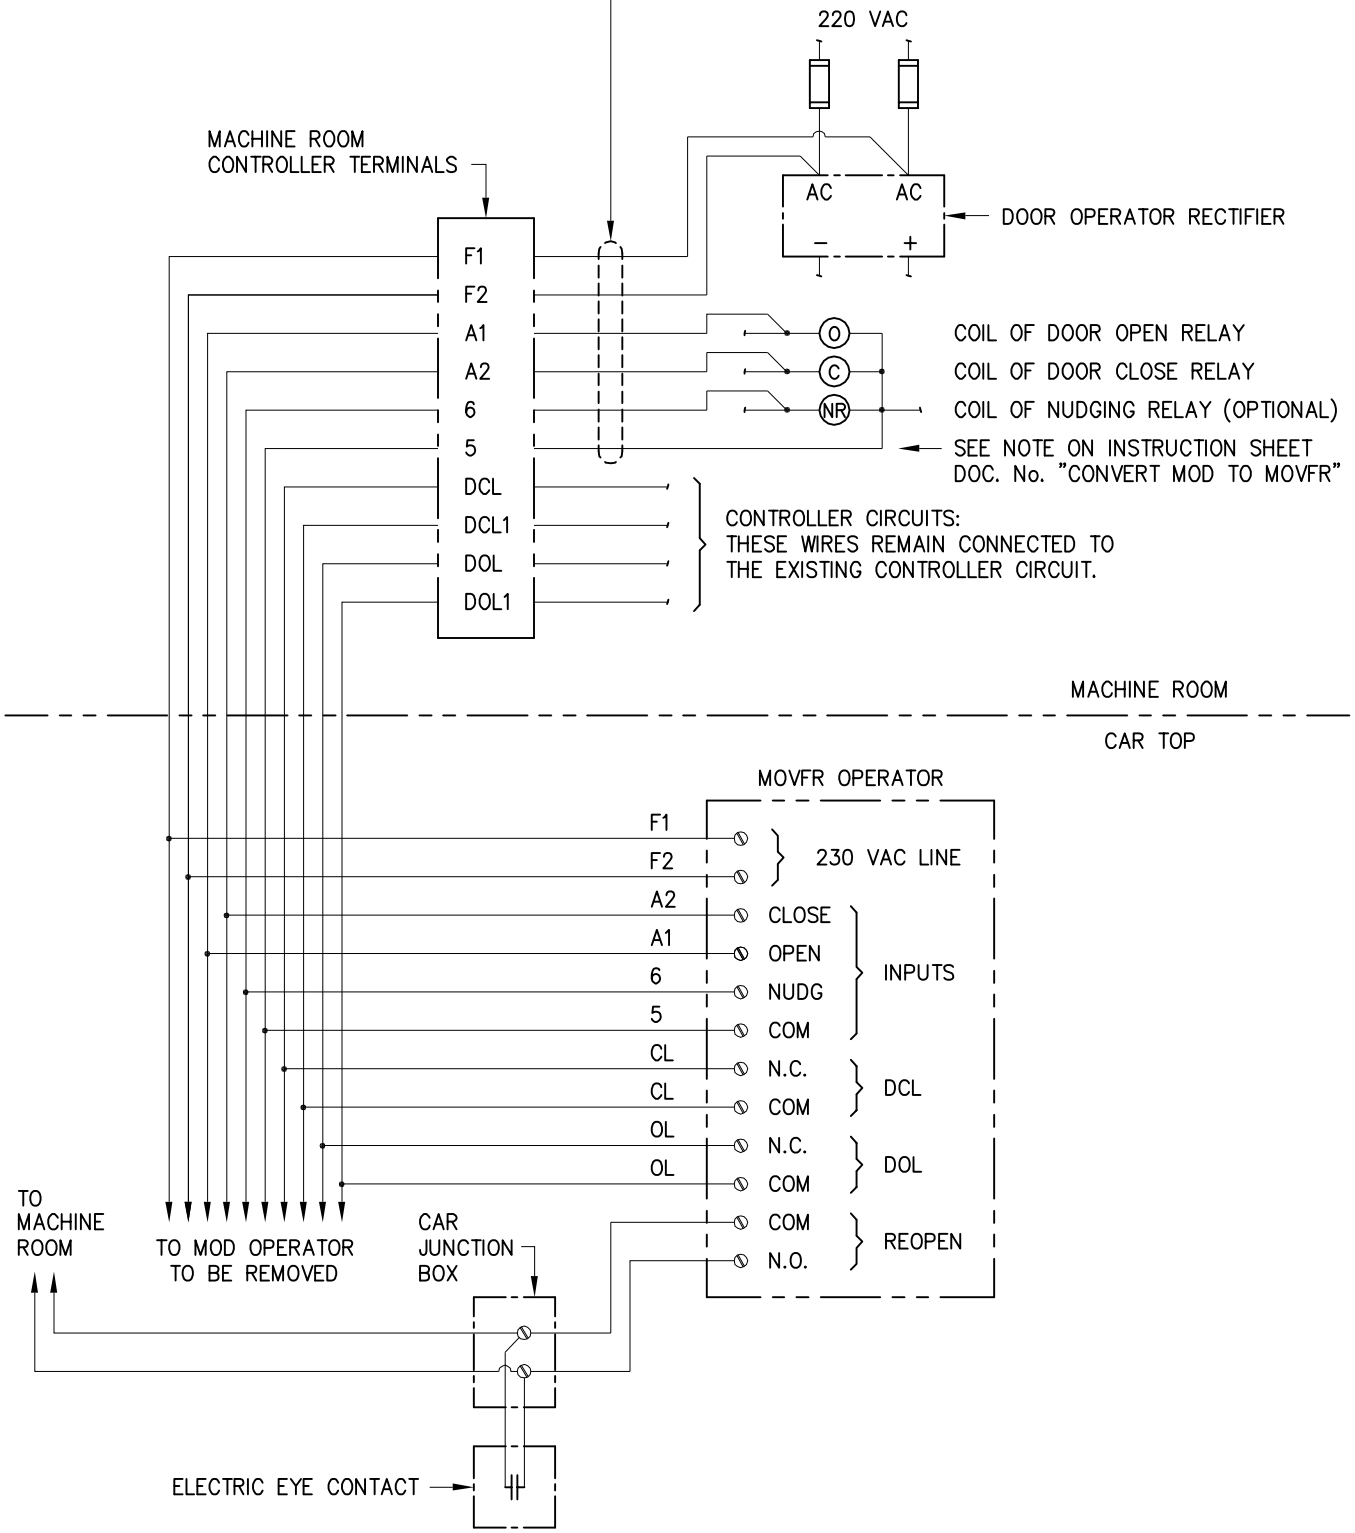 220 VAC
MACHINE ROOM
CONTROLLER TERMINALS
AC AC
DOOR OPERATOR RECTIFIER
− +
F1
F2
A1
O
COIL OF DOOR OPEN RELAY
A2
C
COIL OF DOOR CLOSE RELAY
6
NR
COIL OF NUDGING RELAY (OPTIONAL)
5
SEE NOTE ON INSTRUCTION SHEET
DOC. No. "CONVERT MOD TO MOVFR"
DCL
DCL1
DOL
DOL1
CONTROLLER CIRCUITS:
THESE WIRES REMAIN CONNECTED TO
THE EXISTING CONTROLLER CIRCUIT.
MACHINE ROOM
CAR TOP
MOVFR OPERATOR
F1
F2
230 VAC LINE
A2 CLOSE
A1 OPEN
6 NUDG
5 COM
INPUTS
CL N.C.
CL COM
DCL
OL N.C.
OL COM
DOL
COM
N.O.
REOPEN
TO
MACHINE
ROOM
TO MOD OPERATOR
TO BE REMOVED
CAR
JUNCTION
BOX
ELECTRIC EYE CONTACT